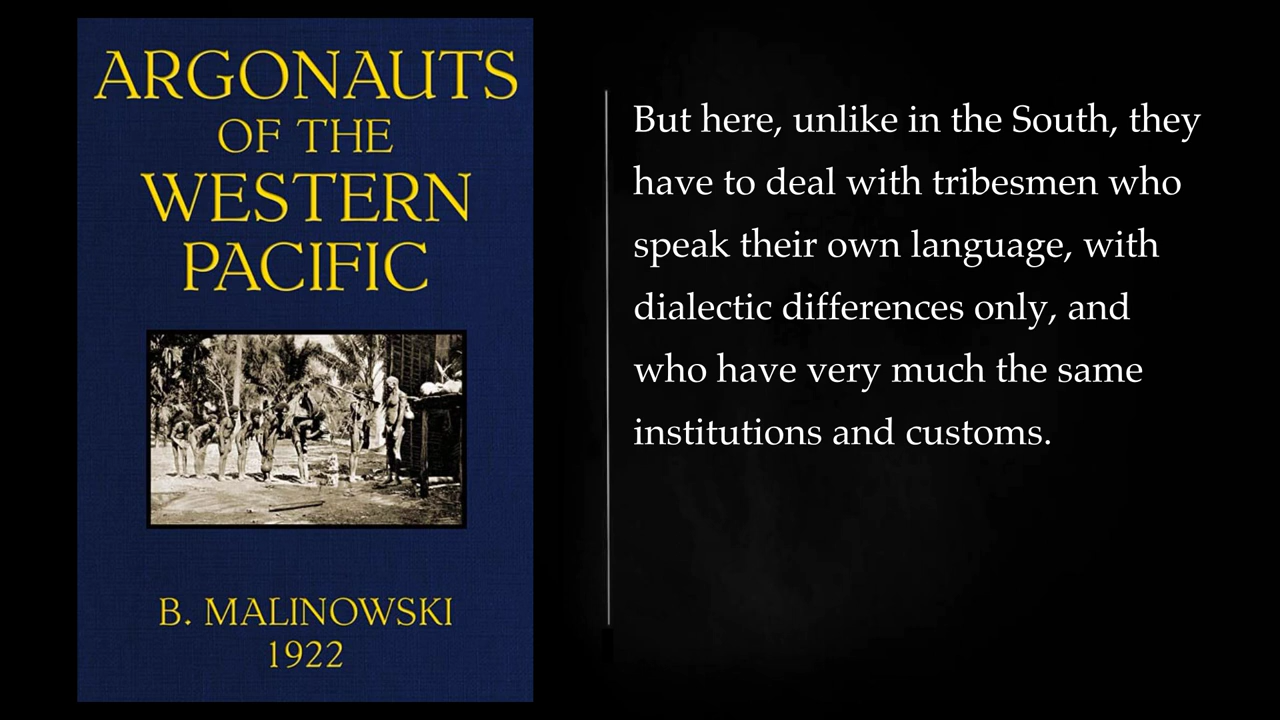 ARGONAUTS
OF THE
WESTERN
PACIFIC
B. MALINOWSKI
1922
But here, unlike in the South, they
have to deal with tribesmen who
speak their own language, with
dialectic differences only, and
who have very much the same
institutions and customs.